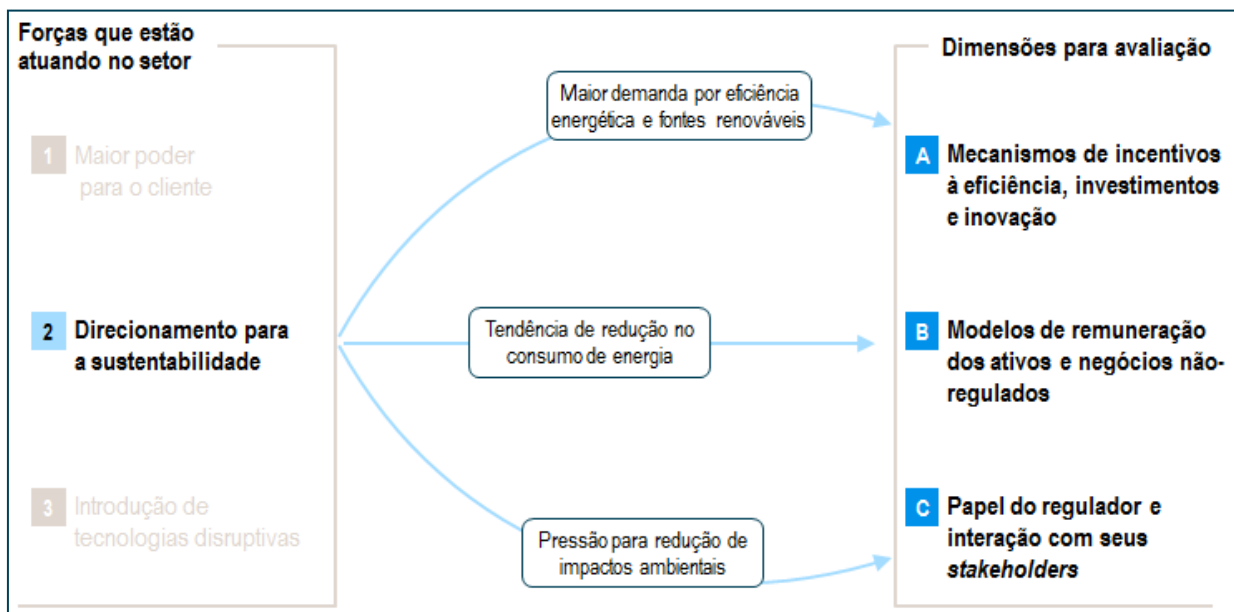 Forças que estão
atuando no setor
1
Maior poder
para o cliente
2
Direcionamento para
a sustentabilidade
3
Introdução de
tecnologias disruptivas
Maior demanda por eficiência
energética e fontes renováveis
Tendência de redução no
consumo de energia
Pressão para redução de
impactos ambientais
Dimensões para avaliação
A
Mecanismos de incentivos
à eficiência, investimentos
e inovação
B
Modelos de remuneração
dos ativos e negócios não-
regulados
C
Papel do regulador e
interação com seus
stakeholders